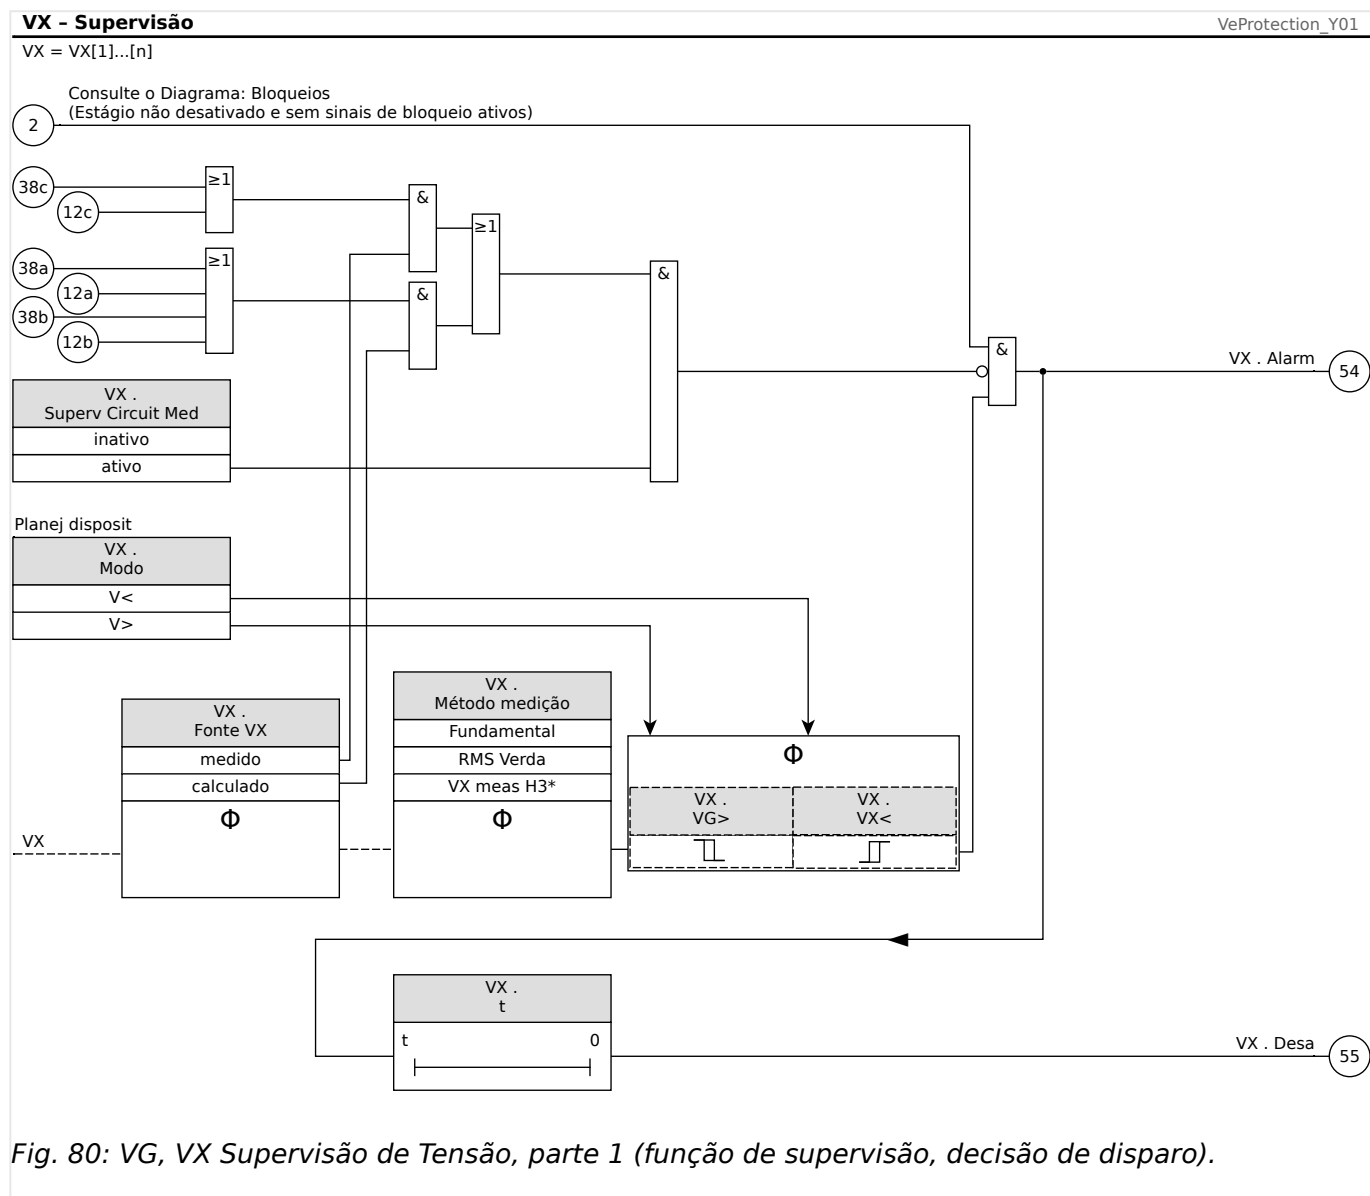 VX – Supervisão
VeProtection_Y01
VX = VX[1]...[n]
Consulte o Diagrama: Bloqueios
(Estágio não desativado e sem sinais de bloqueio ativos)
2
38c
12c
≥1
&
≥1
38a
12a
38b
12b
≥1
&
&
&
VX . Alarm
54
VX .
Superv Circuit Med
inativo
ativo
Planej disposit
VX .
Modo
V<
V>
VX .
Fonte VX
medido
calculado
Φ
VX
VX .
Método medição
Fundamental
RMS Verda
VX meas H3*
Φ
Φ
VX .
VG>
VX .
VX<
VX .
t
t
0
VX . Desa
55
Fig. 80: VG, VX Supervisão de Tensão, parte 1 (função de supervisão, decisão de disparo).